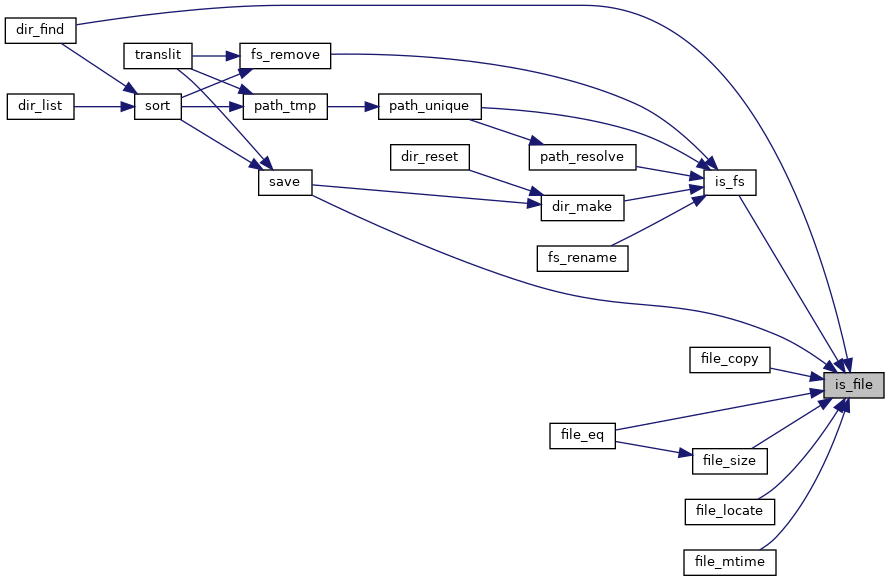 dir_find
translit
fs_remove
dir_list
sort
path_tmp
path_unique
dir_reset
path_resolve
save
is_fs
dir_make
fs_rename
file_copy
is_file
file_eq
file_size
file_locate
file_mtime